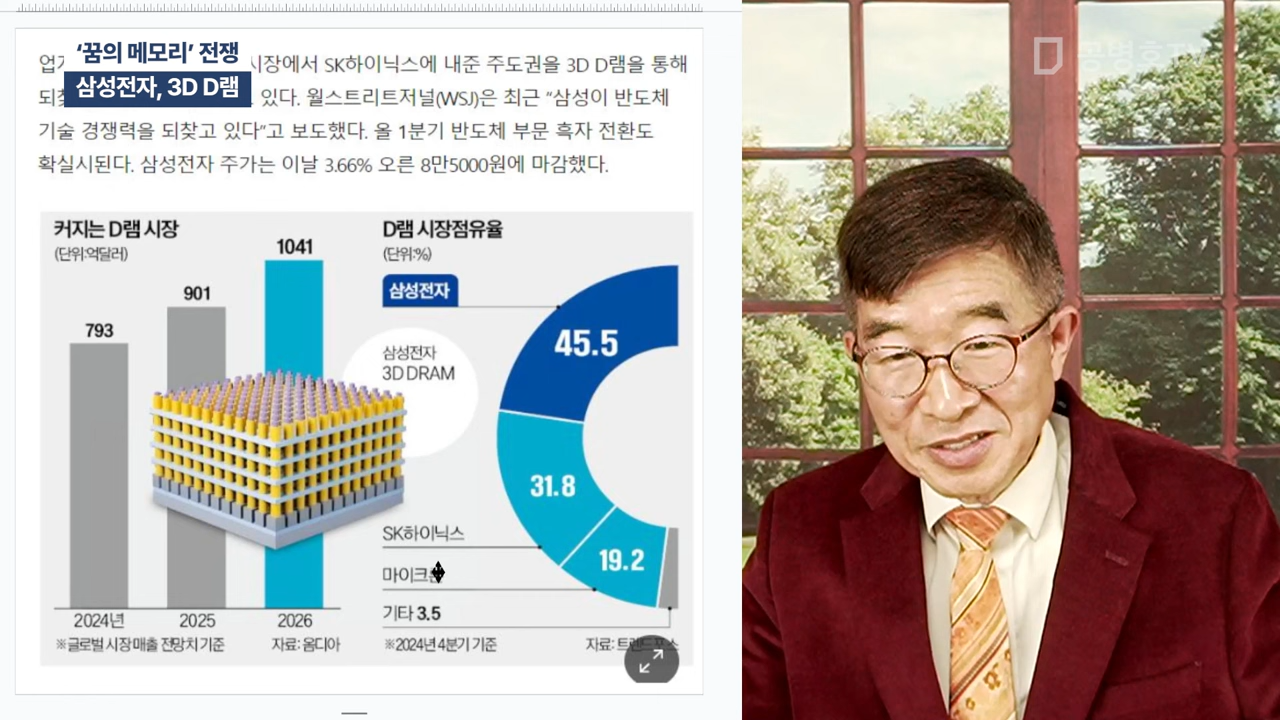 ‘꿈의 메모리’ 전쟁
삼성전자, 3D D램
시장에서 SK하이닉스에 내준 주도권을 3D D램을 통해
있다. 월스트리트저널(WSJ)은 최근 “삼성이 반도체
기술 경쟁력을 되찾고 있다”고 보도했다. 올 1분기 반도체 부문 흑자 전환도
확실시된다. 삼성전자 주가는 이날 3.66% 오른 8만5000원에 마감했다.
커지는 D램 시장
(단위:억달러)
793
901
1041
2024년
2025
2026
※글로벌 시장 매출 전망치 기준
자료: 옴디아
D램 시장점유율
(단위:%)
삼성전자
45.5
삼성전자
3D DRAM
31.8
SK하이닉스
19.2
기타 3.5
※2024년 4분기 기준
자료: 트렌드포스